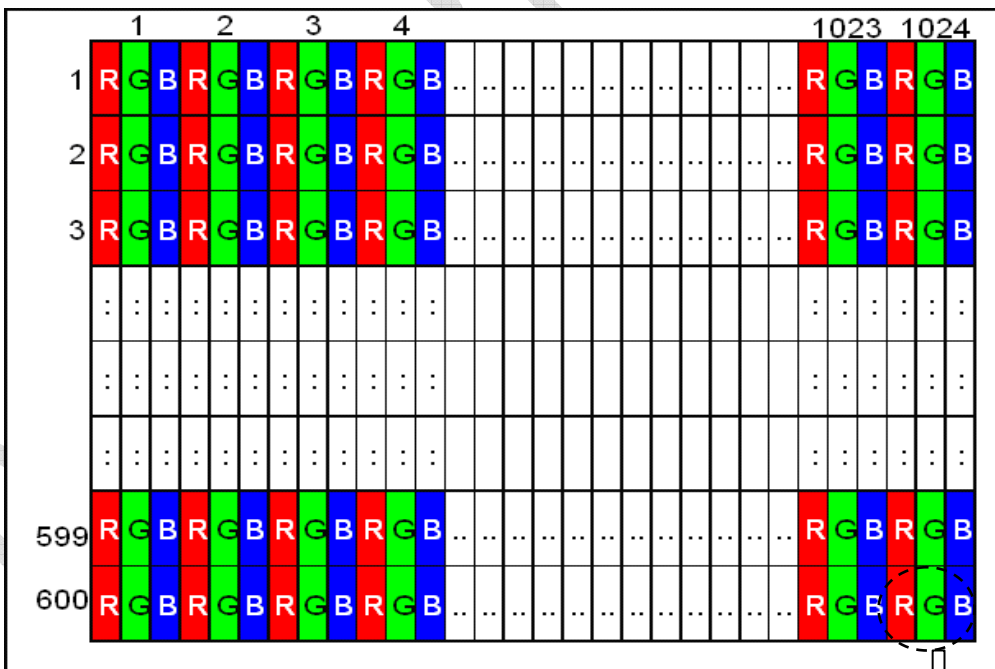 1 2 3 4 1023 1024
1 R G B R G B R G B R G B .. .. .. .. .. .. .. .. .. .. .. .. R G B R G B
2 R G B R G B R G B R G B .. .. .. .. .. .. .. .. .. .. .. .. R G B R G B
3 R G B R G B R G B R G B .. .. .. .. .. .. .. .. .. .. .. .. R G B R G B
: : : : : : : : : : : : : : : : : :
: : : : : : : : : : : : : : : : : :
: : : : : : : : : : : : : : : : : :
599 R G B R G B R G B R G B .. .. .. .. .. .. .. .. .. .. .. .. R G B R G B
600 R G B R G B R G B R G B .. .. .. .. .. .. .. .. .. .. .. .. R G B R G B